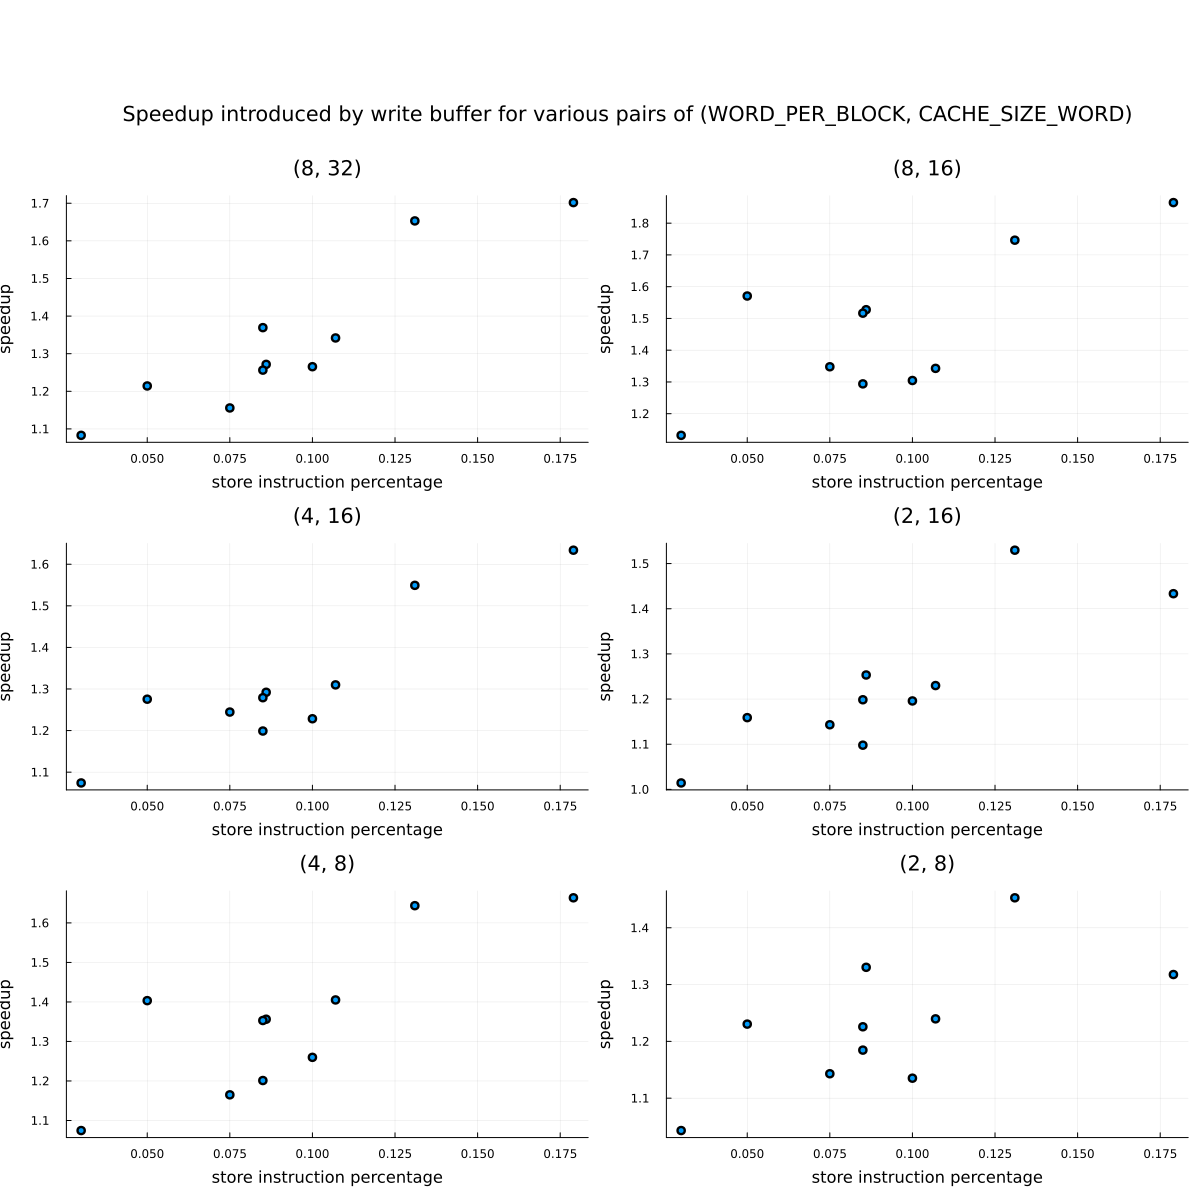 Speedup introduced by write buffer for various pairs of (WORD_PER_BLOCK, CACHE_SIZE_WORD)
(8, 32)
speedup
1.7
1.6
1.5
1.4
1.3
1.2
1.1
0.050 0.075 0.100 0.125 0.150 0.175
store instruction percentage
(8, 16)
speedup
1.8
1.7
1.6
1.5
1.4
1.3
1.2
0.050 0.075 0.100 0.125 0.150 0.175
store instruction percentage
(4, 16)
speedup
1.6
1.5
1.4
1.3
1.2
1.1
0.050 0.075 0.100 0.125 0.150 0.175
store instruction percentage
(2, 16)
speedup
1.5
1.4
1.3
1.2
1.1
1.0
0.050 0.075 0.100 0.125 0.150 0.175
store instruction percentage
(4, 8)
speedup
1.6
1.5
1.4
1.3
1.2
1.1
0.050 0.075 0.100 0.125 0.150 0.175
store instruction percentage
(2, 8)
speedup
1.4
1.3
1.2
1.1
0.050 0.075 0.100 0.125 0.150 0.175
store instruction percentage